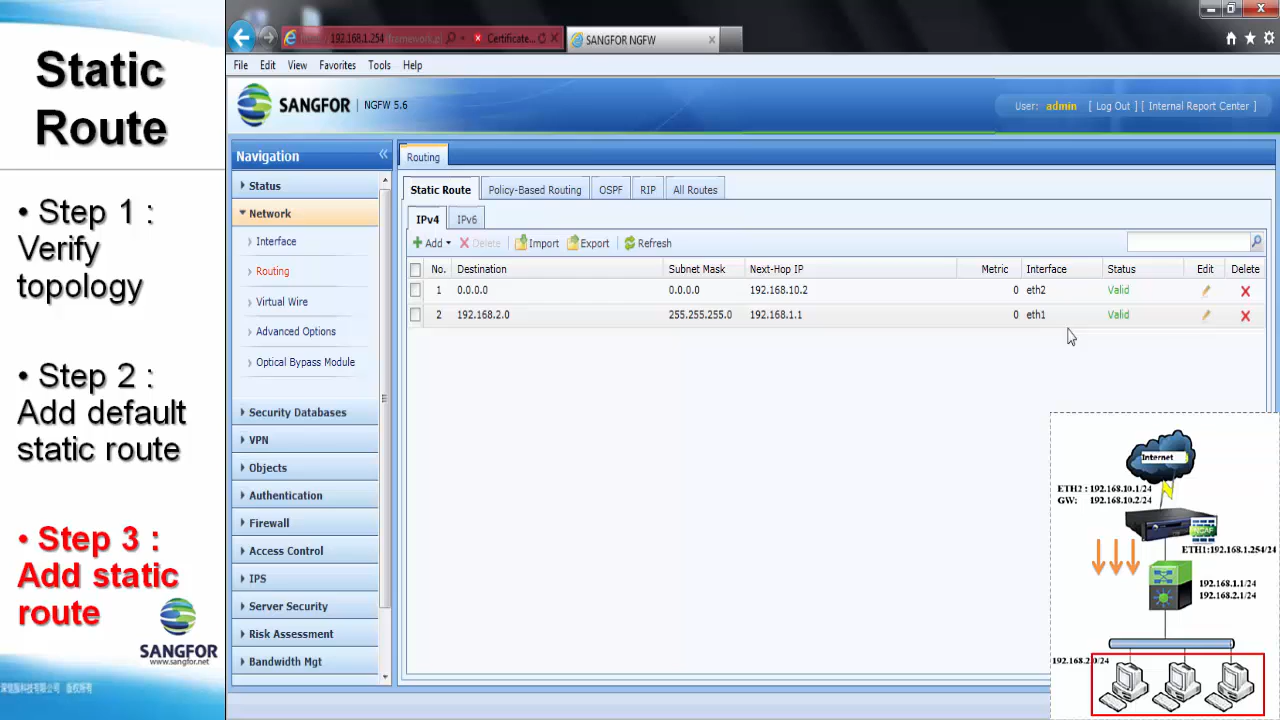 Static
Route
• Step 1 :
Verify
topology
• Step 2 :
Add default
static route
• Step 3 :
Add static
route
SANGFOR
www.sangfor.net
192.168.1.254
Certificate...
SANGFOR NGFW
File Edit View Favorites Tools Help
SANGFOR NGFW 5.6
User: admin [ Log Out ] [ Internal Report Center ]
Navigation
Status
Network
Interface
Routing
Virtual Wire
Advanced Options
Optical Bypass Module
Security Databases
VPN
Objects
Authentication
Firewall
Access Control
IPS
Server Security
Risk Assessment
Bandwidth Mgt
Routing
Static Route Policy-Based Routing OSPF RIP All Routes
IPv4 IPv6
Add Delete Import Export Refresh
No. Destination Subnet Mask Next-Hop IP Metric Interface Status Edit Delete
1 0.0.0.0 0.0.0.0 192.168.10.2 0 eth2 Valid
2 192.168.2.0 255.255.255.0 192.168.1.1 0 eth1 Valid
Internet
ETH2 : 192.168.10.1/24
GW: 192.168.10.2/24
ETH1:192.168.1.254/24
192.168.1.1/24
192.168.2.1/24
192.168.2.0/24